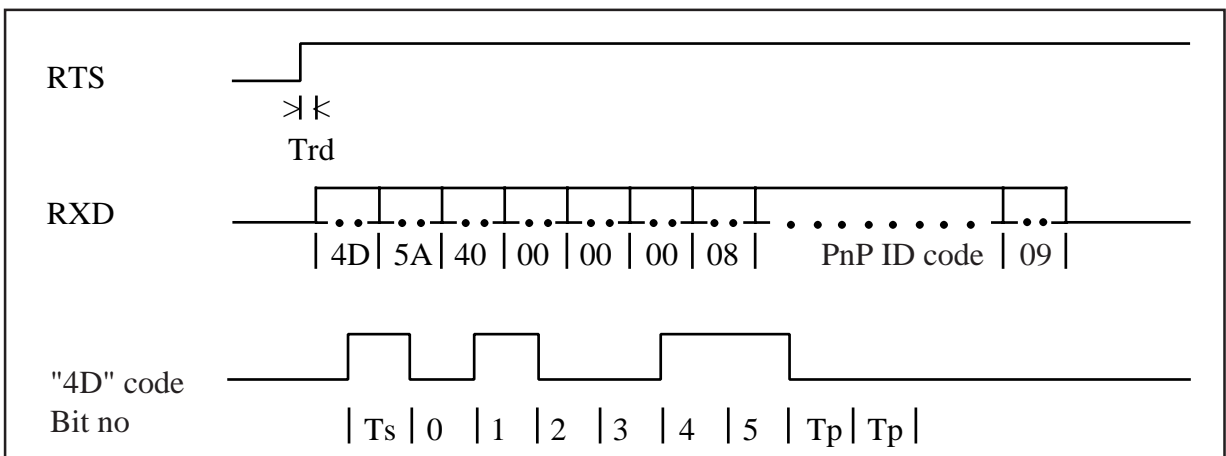 RTS
Trd
RXD
4D 5A 40 00 00 00 08 PnP ID code 09
"4D" code
Bit no
Ts 0 1 2 3 4 5 Tp Tp